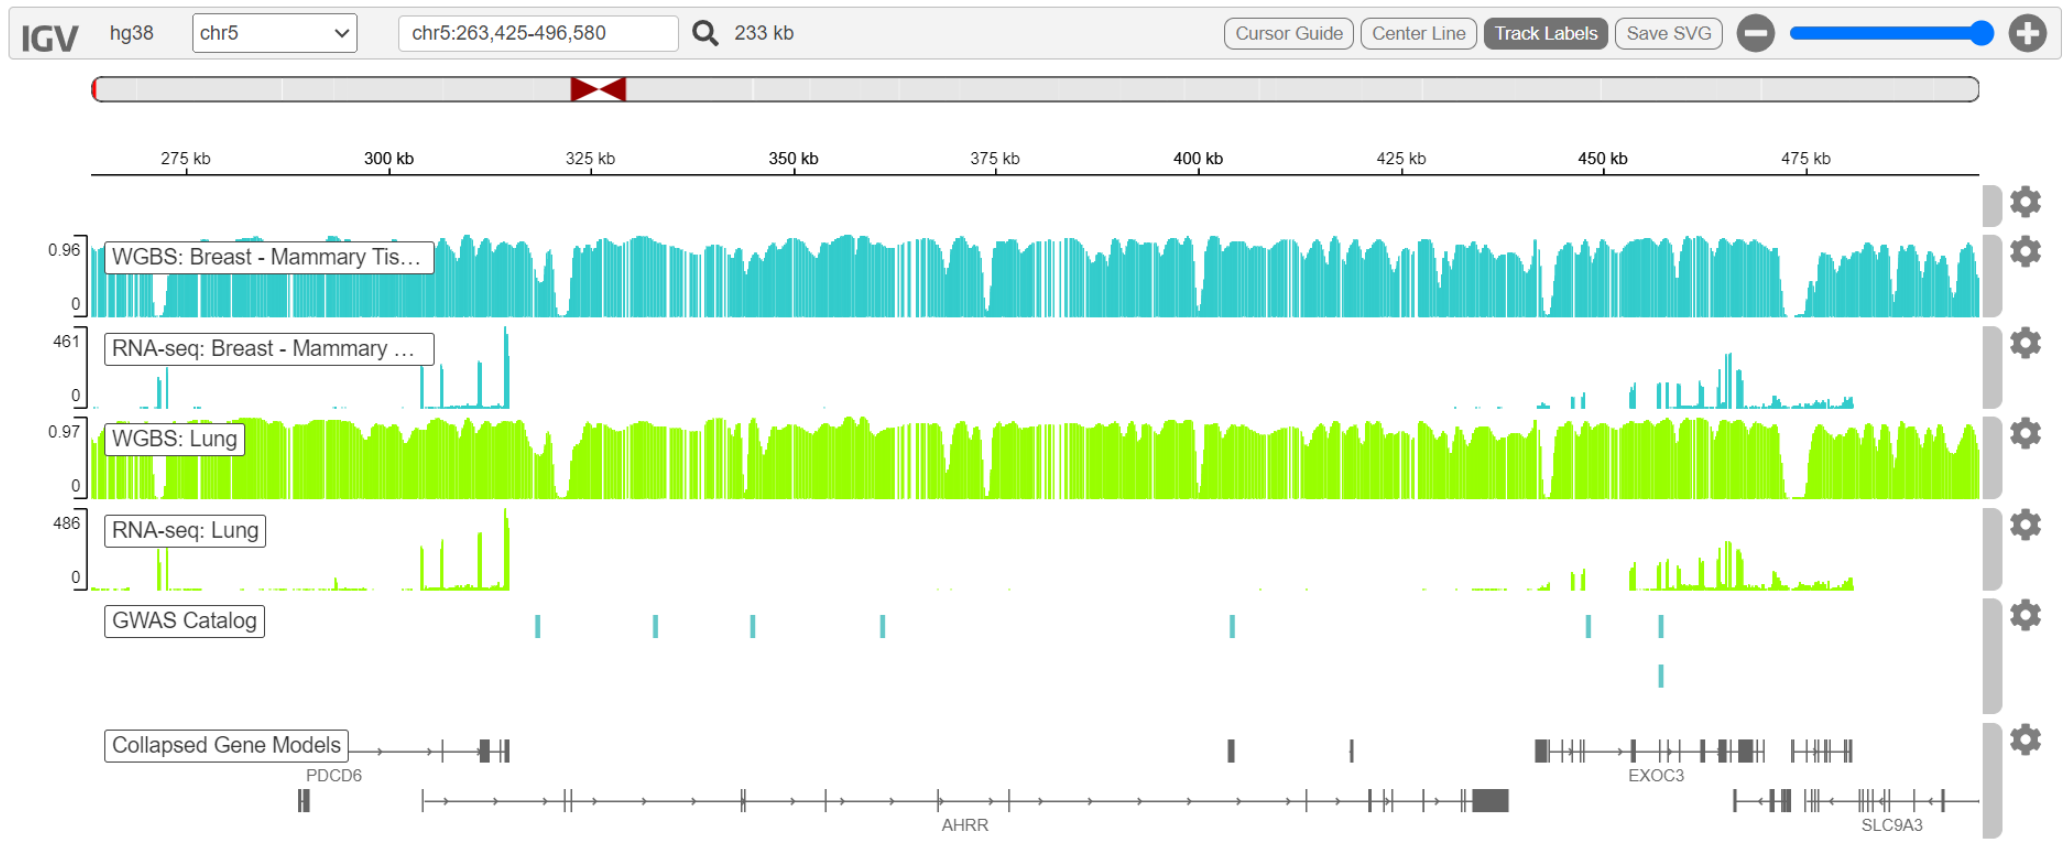 IGV hg38 chr5 chr5:263,425-496,580 233 kb Cursor Guide Center Line Track Labels Save SVG
275 kb 300 kb 325 kb 350 kb 375 kb 400 kb 425 kb 450 kb 475 kb
0.96
WGBS: Breast - Mammary Tis...
0
461
RNA-seq: Breast - Mammary ...
0
0.97
WGBS: Lung
0
486
RNA-seq: Lung
0
GWAS Catalog
Collapsed Gene Models
PDCD6 EXOC3
AHRR SLC9A3